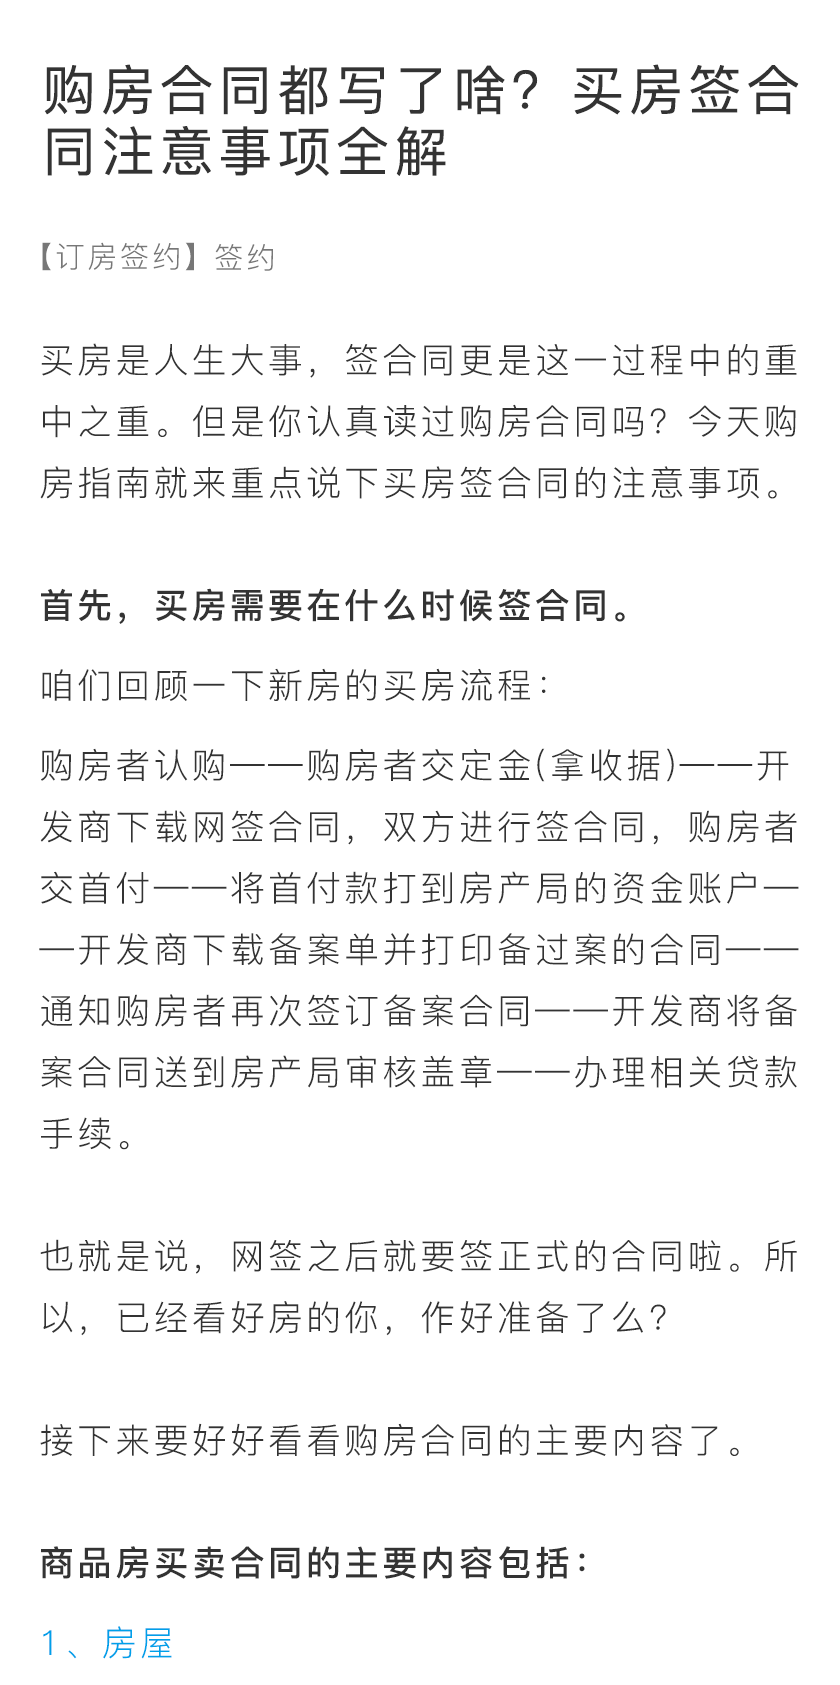 购房合同都写了啥？买房签合
同注意事项全解
【订房签约】签约
买房是人生大事，签合同更是这一过程中的重
中之重。但是你认真读过购房合同吗？今天购
房指南就来重点说下买房签合同的注意事项。
首先，买房需要在什么时候签合同。
咱们回顾一下新房的买房流程：
购房者认购——购房者交定金(拿收据)——开
发商下载网签合同，双方进行签合同，购房者
交首付——将首付款打到房产局的资金账户—
—开发商下载备案单并打印备过案的合同——
通知购房者再次签订备案合同——开发商将备
案合同送到房产局审核盖章——办理相关贷款
手续。
也就是说，网签之后就要签正式的合同啦。所
以，已经看好房的你，作好准备了么？
接下来要好好看看购房合同的主要内容了。
商品房买卖合同的主要内容包括：
1、房屋